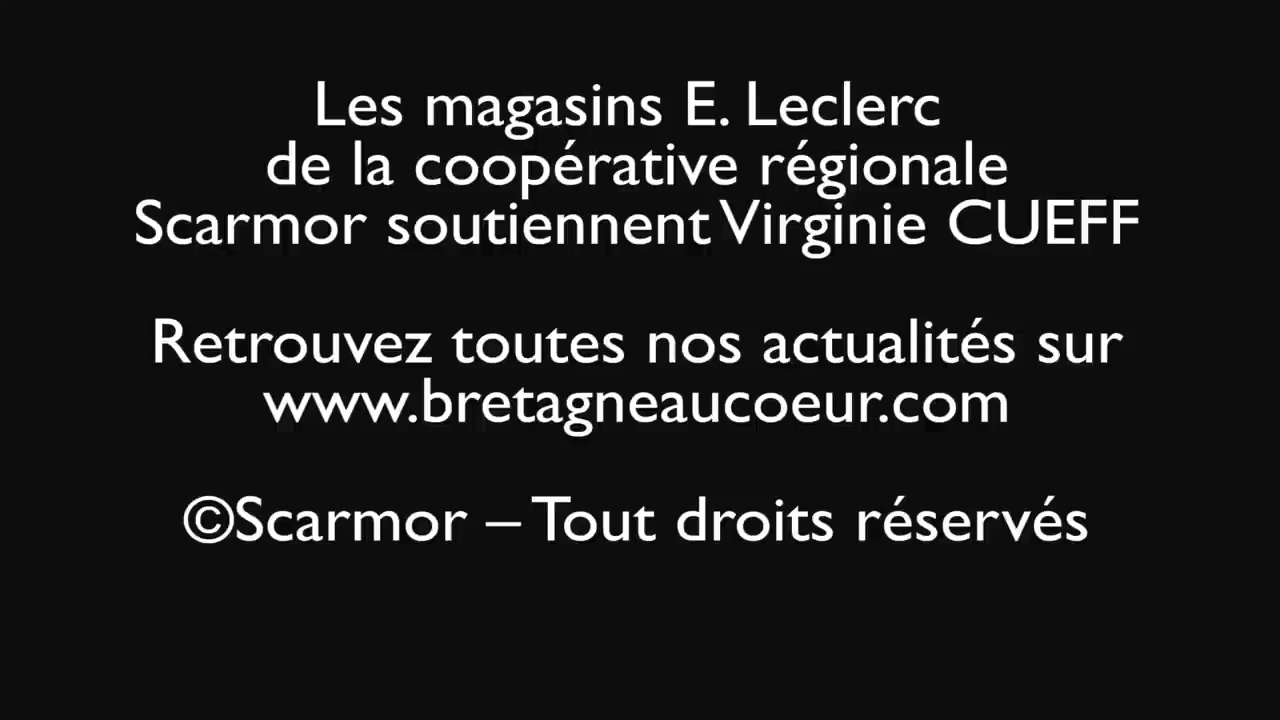 Les magasins E. Leclerc
de la coopérative régionale
Scarmor soutiennent Virginie CUEFF
Retrouvez toutes nos actualités sur
www.bretagneaucoeur.com
©Scarmor – Tout droits réservés